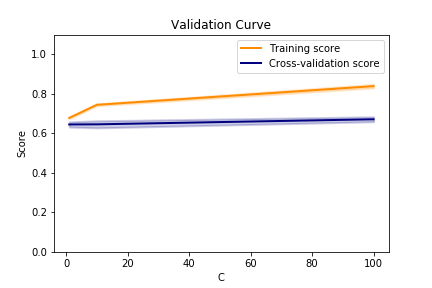 Validation Curve
Training score
Cross-validation score
1.0
0.8
0.6
0.4
0.2
0.0
Score
0
20
40
60
80
100
C